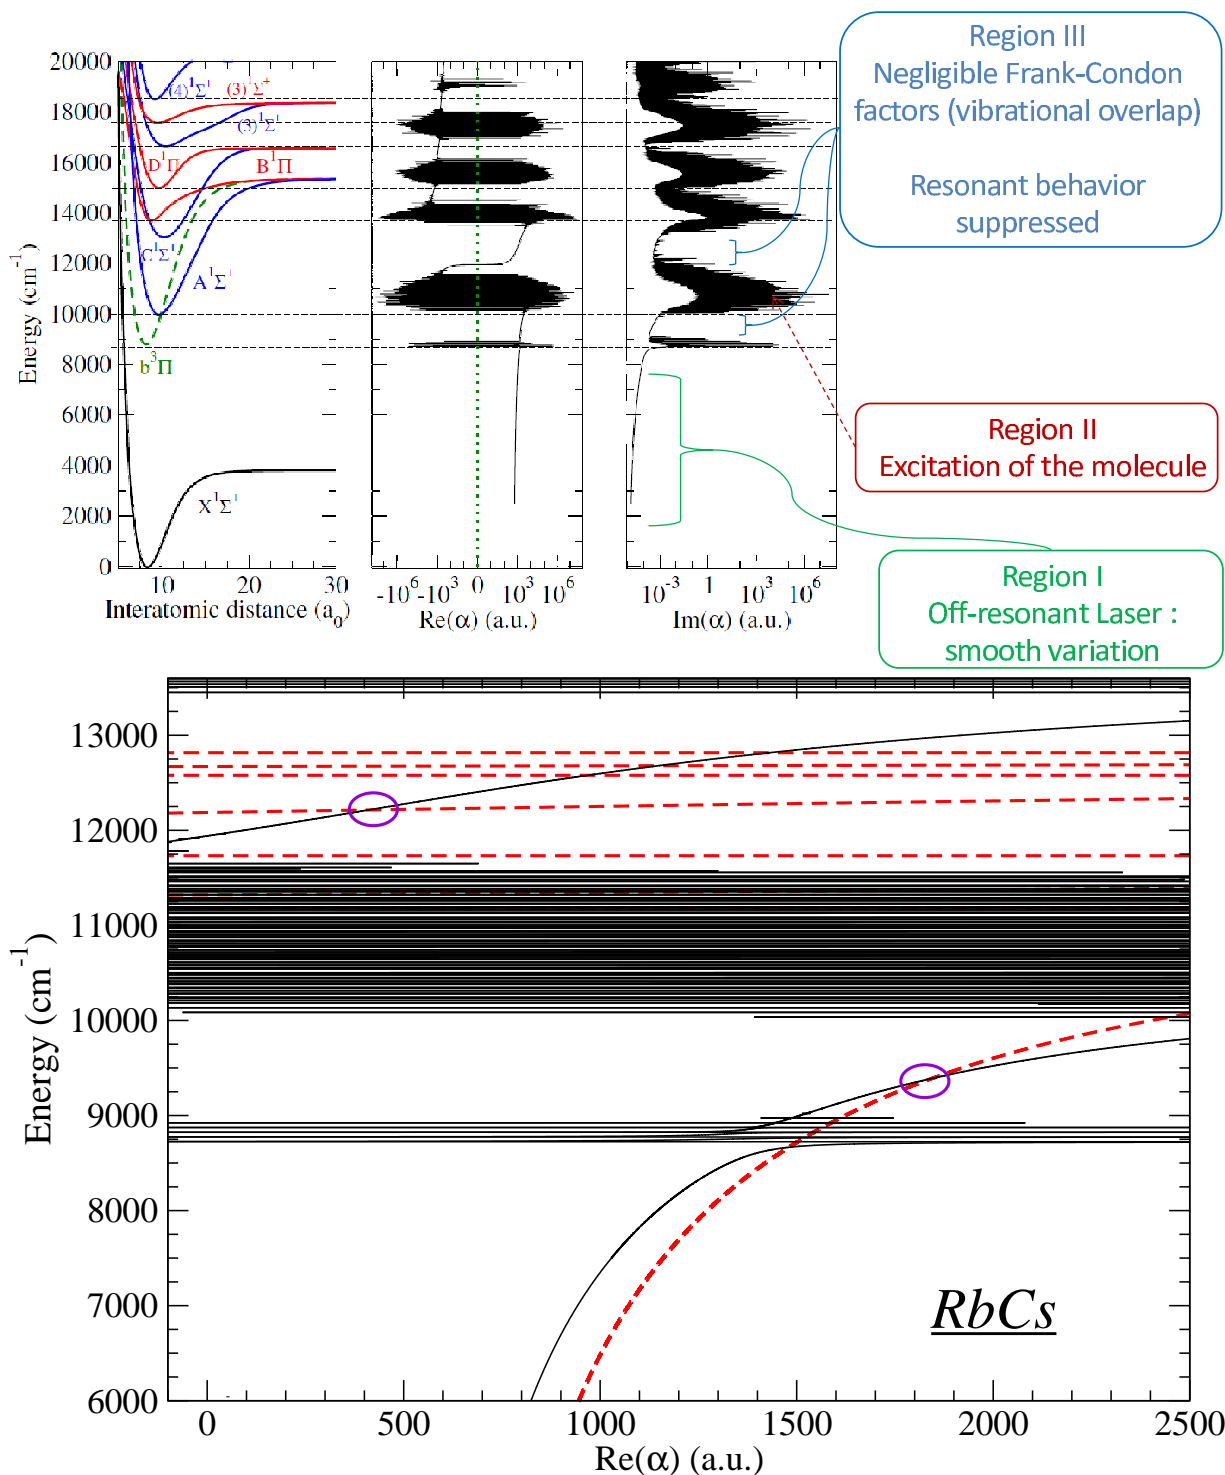 Region III
Negligible Frank-Condon
factors (vibrational overlap)
Resonant behavior
suppressed
Region II
Excitation of the molecule
Region I
Off-resonant Laser :
smooth variation
20000
18000
16000
14000
12000
10000
8000
6000
4000
2000
0
Energy (cm⁻¹)
(4)¹Σ⁺
(3)¹Σ⁺
(3)¹Σ⁺
D¹Π
B¹Π
C¹Σ⁺
A¹Σ⁺
b³Π
X¹Σ⁺
10 20 30
Interatomic distance (a₀)
-10⁶ -10³ 0 10³ 10⁶
Re(α) (a.u.)
10⁻³ 1 10³ 10⁶
Im(α) (a.u.)
13000
12000
11000
10000
9000
8000
7000
6000
Energy (cm⁻¹)
RbCs
0 500 1000 1500 2000 2500
Re(α) (a.u.)